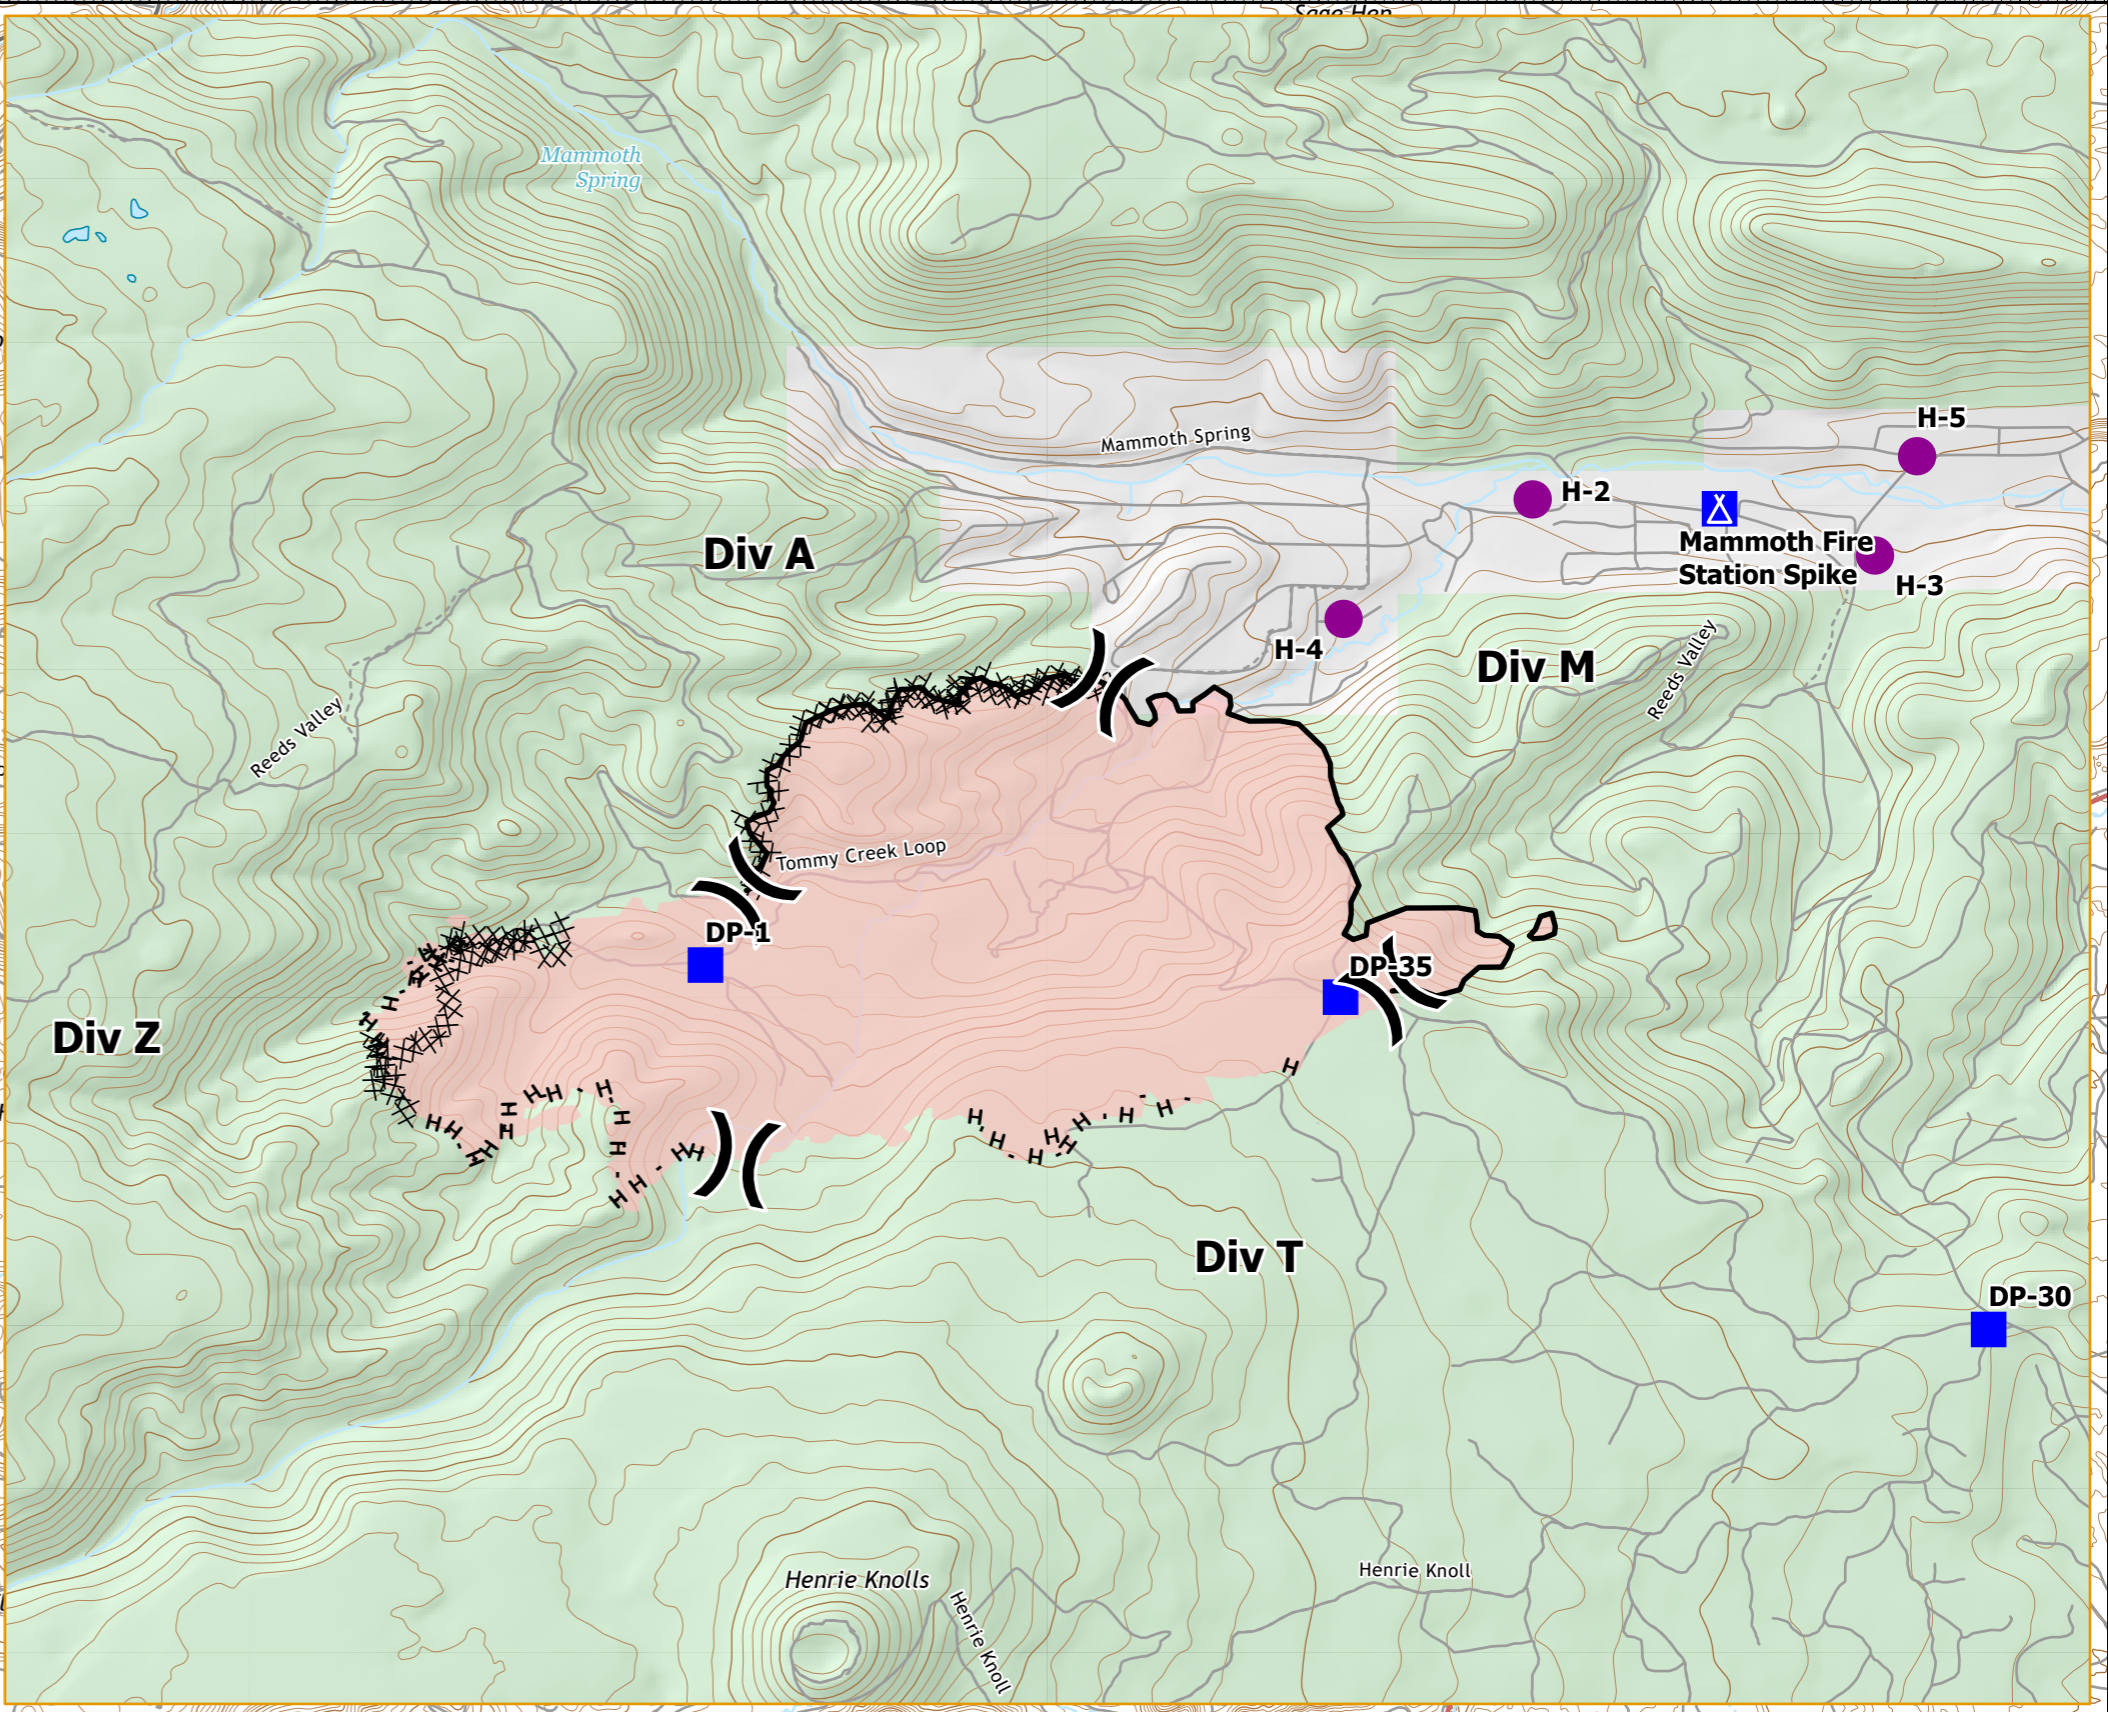 Sage Hen
Mammoth
Spring
H-5
Mammoth Spring
H-2
Mammoth Fire
Station Spike
H-3
Div A
H-4
Div M
Reeds Valley
Reeds Valley
Tommy Creek Loop
DP-1
DP-35
Div Z
Div T
DP-30
Henrie Knolls
Henrie Knoll
Henrie Knoll